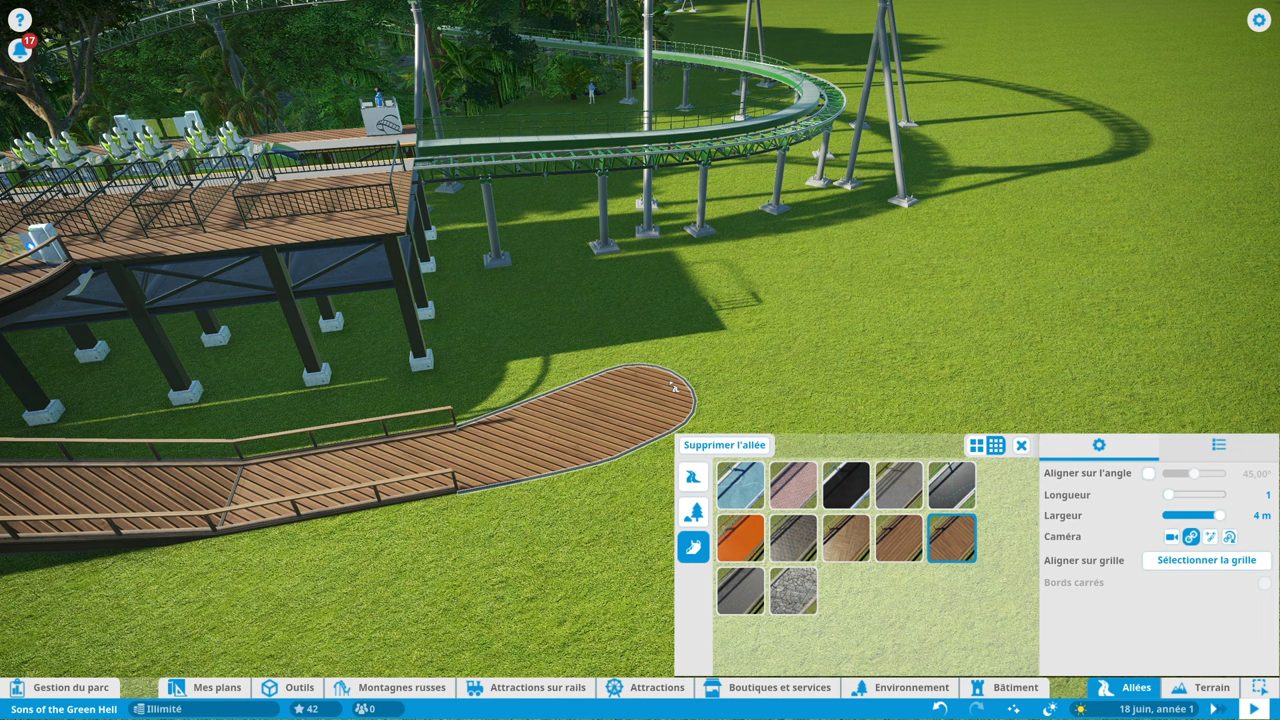 ?
17
Supprimer l'allée
Aligner sur l'angle 45,00°
Longueur 1
Largeur 4 m
Caméra
Aligner sur grille Sélectionner la grille
Bords carrés
Gestion du parc Mes plans Outils Montagnes russes Attractions sur rails Attractions Boutiques et services Environnement Bâtiment Allées Terrain
Sons of the Green Hell Illimité 42 0 18 juin, année 1